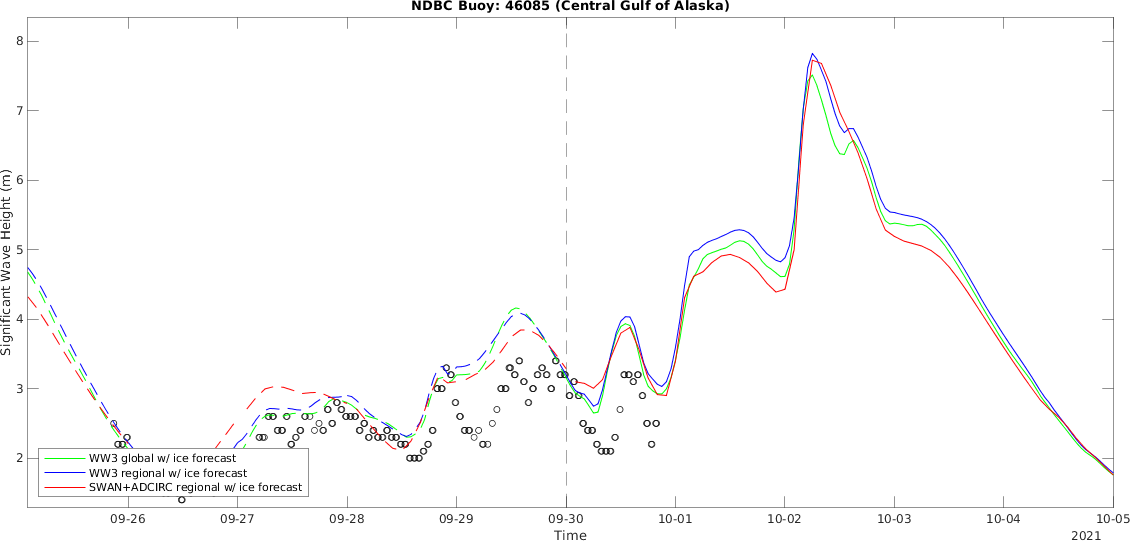 NDBC Buoy: 46085 (Central Gulf of Alaska)
8
7
6
5
4
3
2
Significant Wave Height (m)
WW3 global w/ ice forecast
WW3 regional w/ ice forecast
SWAN+ADCIRC regional w/ ice forecast
09-26 09-27 09-28 09-29 09-30 10-01 10-02 10-03 10-04 10-05
Time
2021